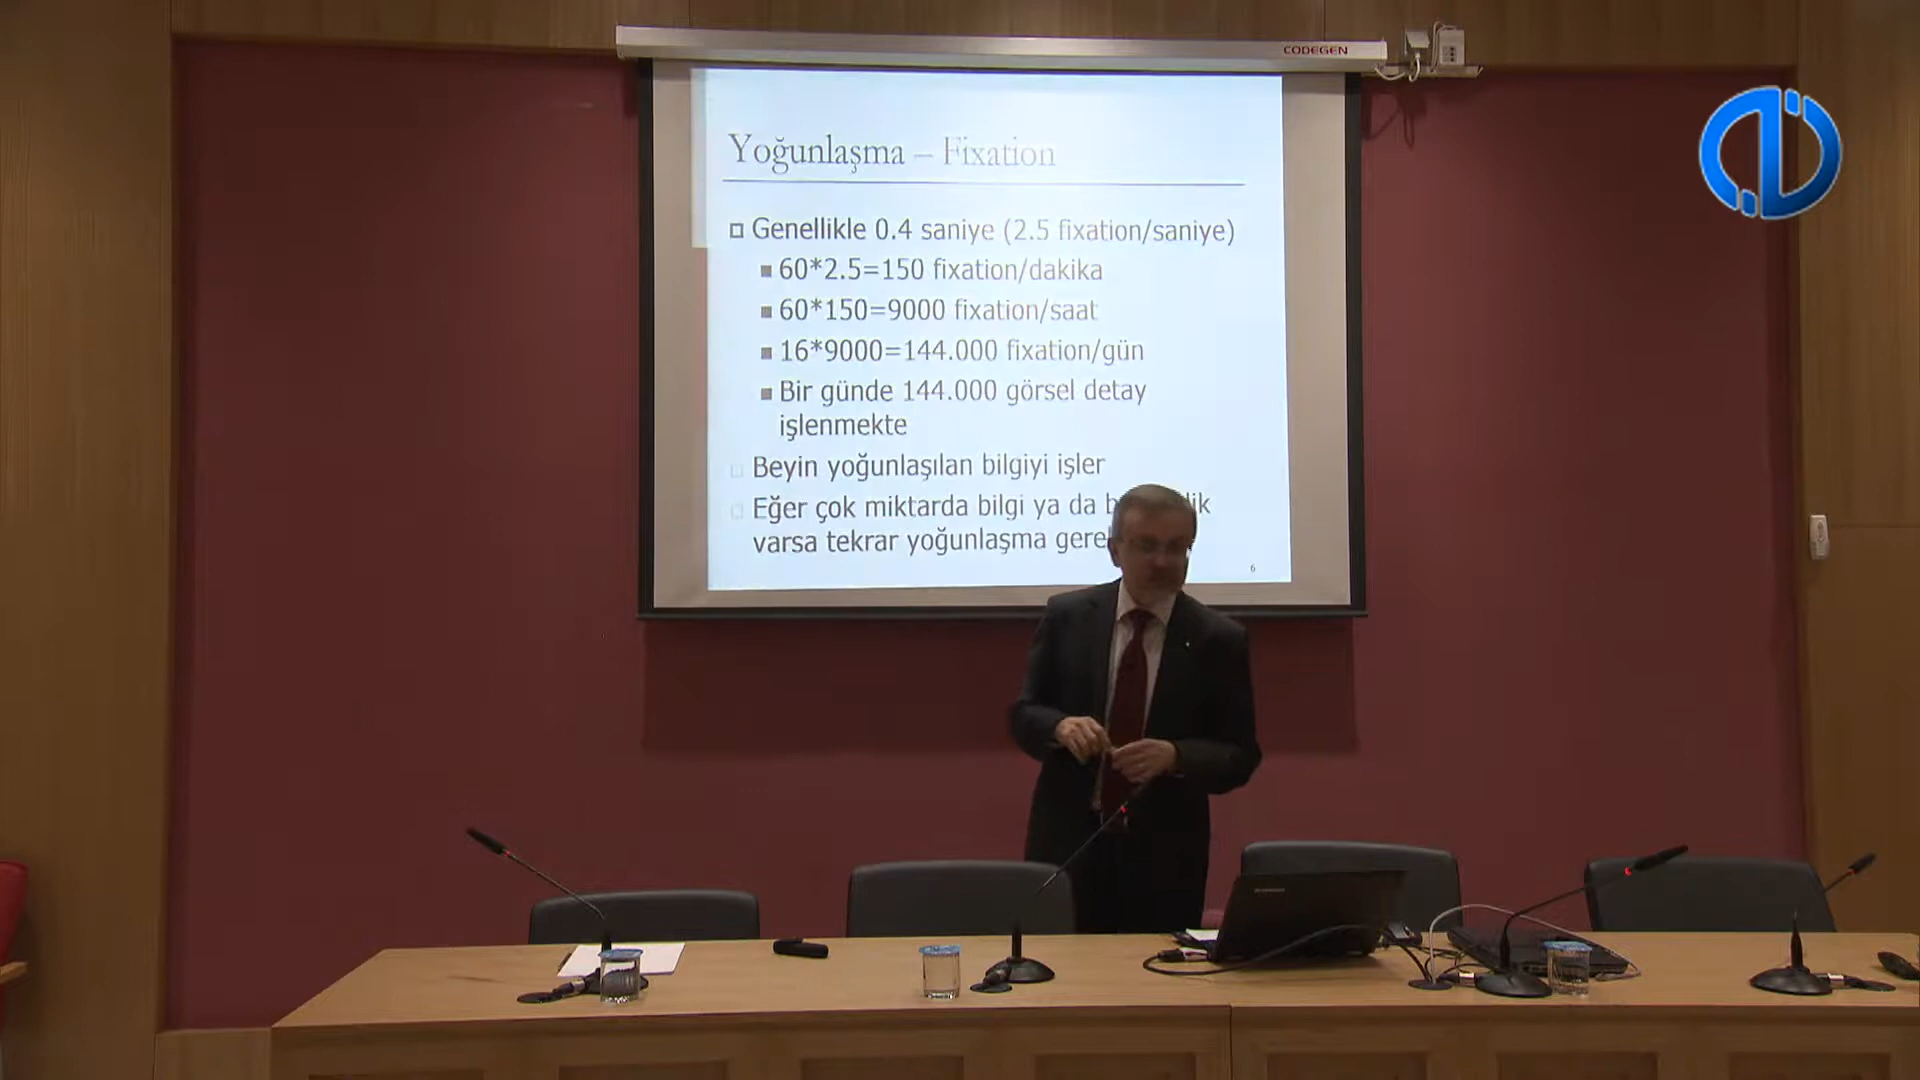 CODEGEN
Yoğunlaşma – Fixation
Genellikle 0.4 saniye (2.5 fixation/saniye)
60*2.5=150 fixation/dakika
60*150=9000 fixation/saat
16*9000=144.000 fixation/gün
Bir günde 144.000 görsel detay
işlenmekte
Beyin yoğunlaşılan bilgiyi işler
Eğer çok miktarda bilgi ya da
varsa tekrar yoğunlaşma
6